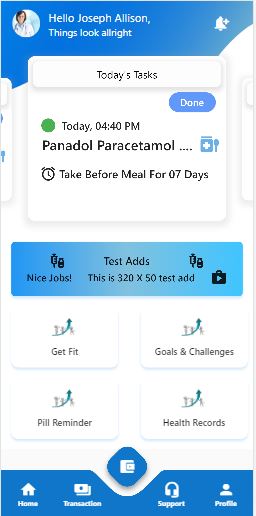 Hello Joseph Allison,
Things look allright
Today's Tasks
Done
Today, 04:40 PM
Panadol Paracetamol ....
Take Before Meal For 07 Days
Test Adds
Nice Jobs!
This is 320 X 50 test add
Get Fit
Goals & Challenges
Pill Reminder
Health Records
Home
Transaction
Support
Profile